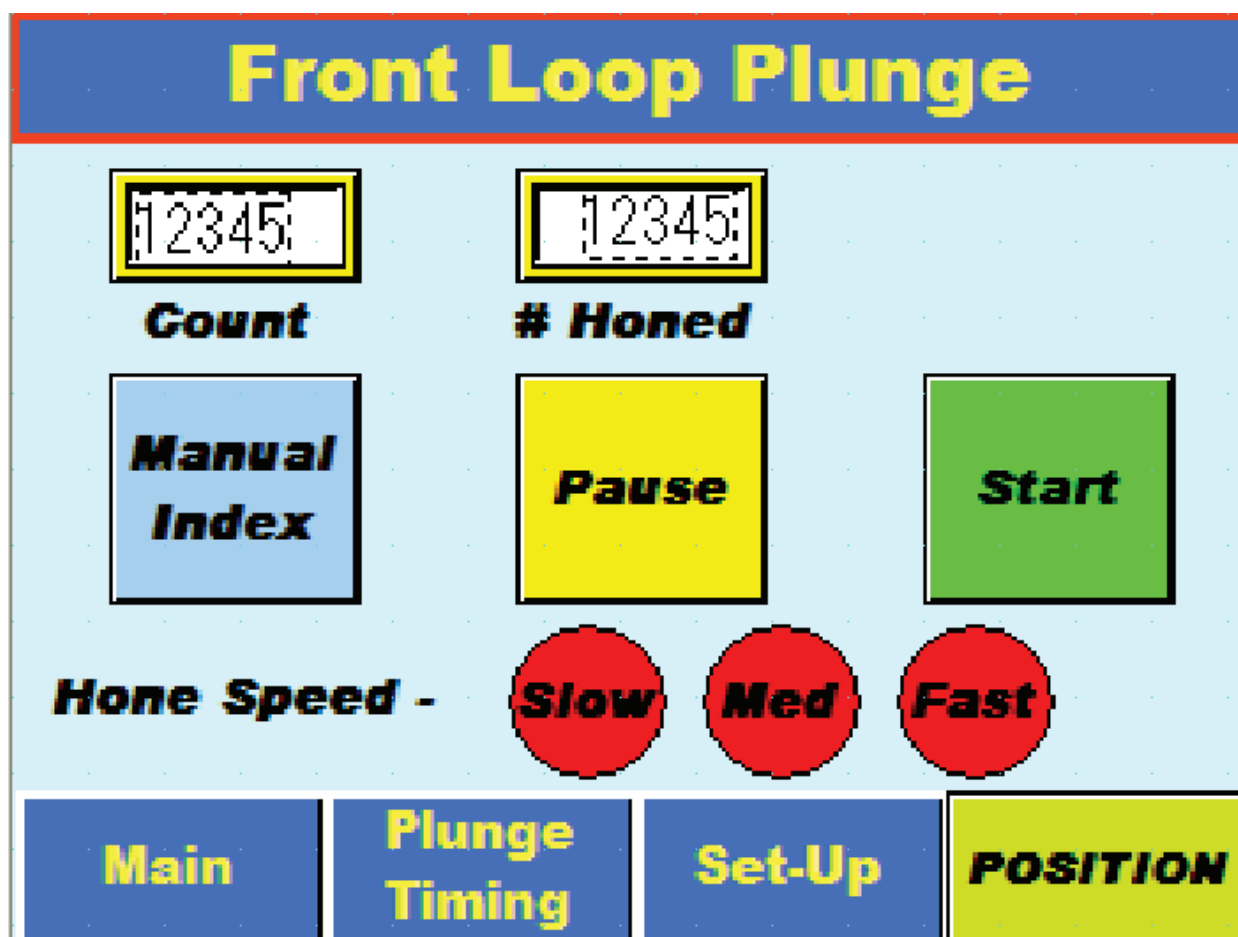 Front Loop Plunge
12345 12345
Count # Honed
Manual
Index
Pause
Start
Hone Speed - Slow Med Fast
Main
Plunge
Timing
Set-Up
POSITION